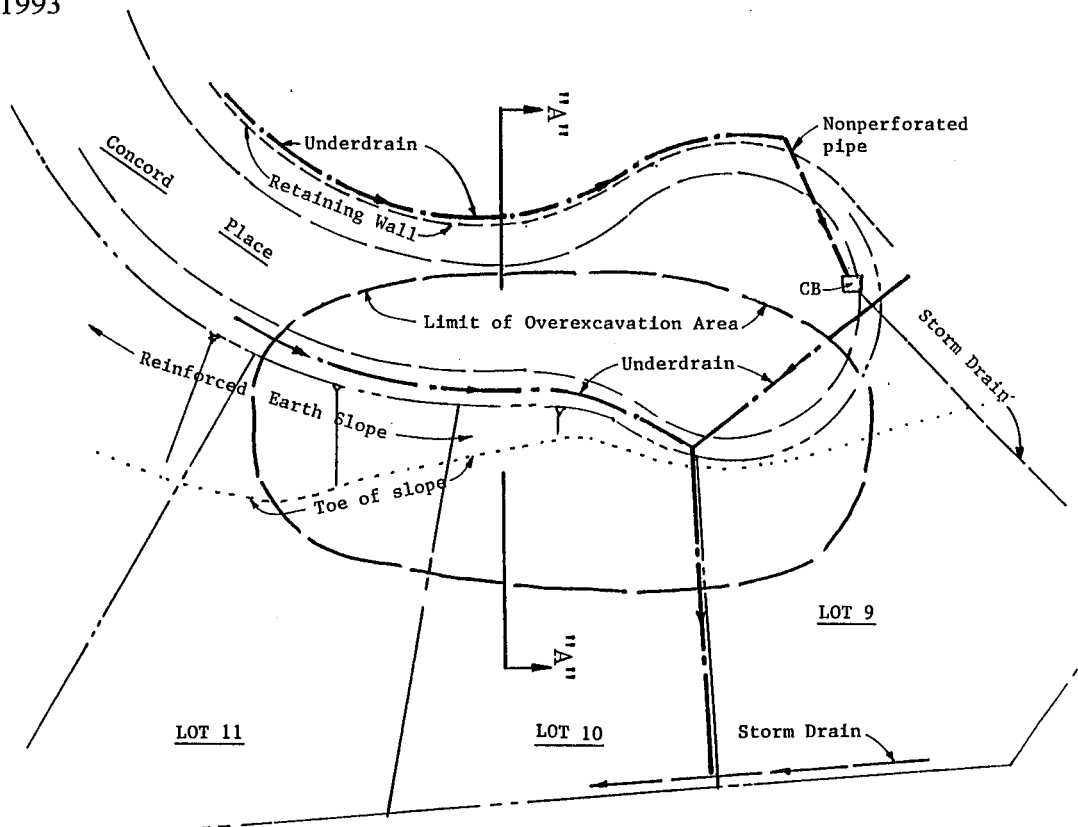 1993
"A"
Nonperforated
pipe
Underdrain
Concord
Place
Retaining Wall
CB
Limit of Overexcavation Area
Storm Drain
Underdrain
Reinforced Earth Slope
Toe of slope
LOT 9
"A"
LOT 11
LOT 10
Storm Drain